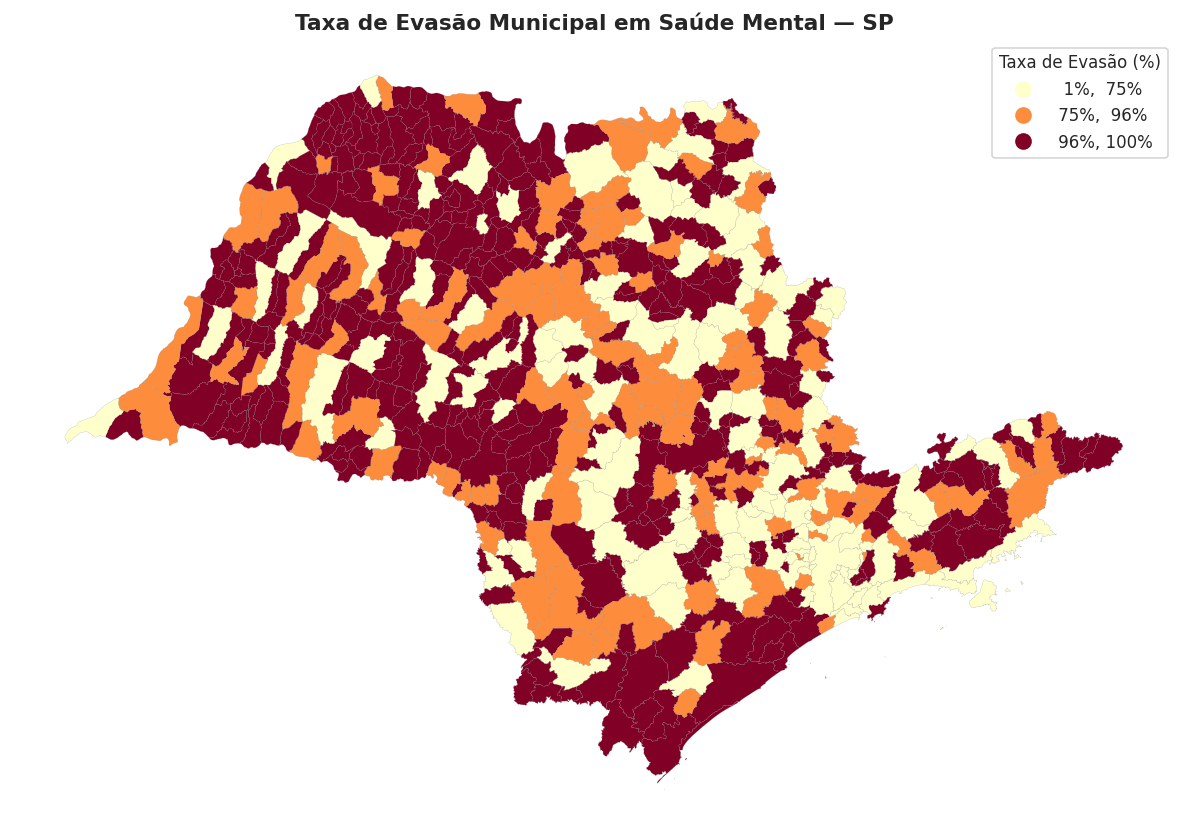 Taxa de Evasão Municipal em Saúde Mental — SP
Taxa de Evasão (%)
1%, 75%
75%, 96%
96%, 100%